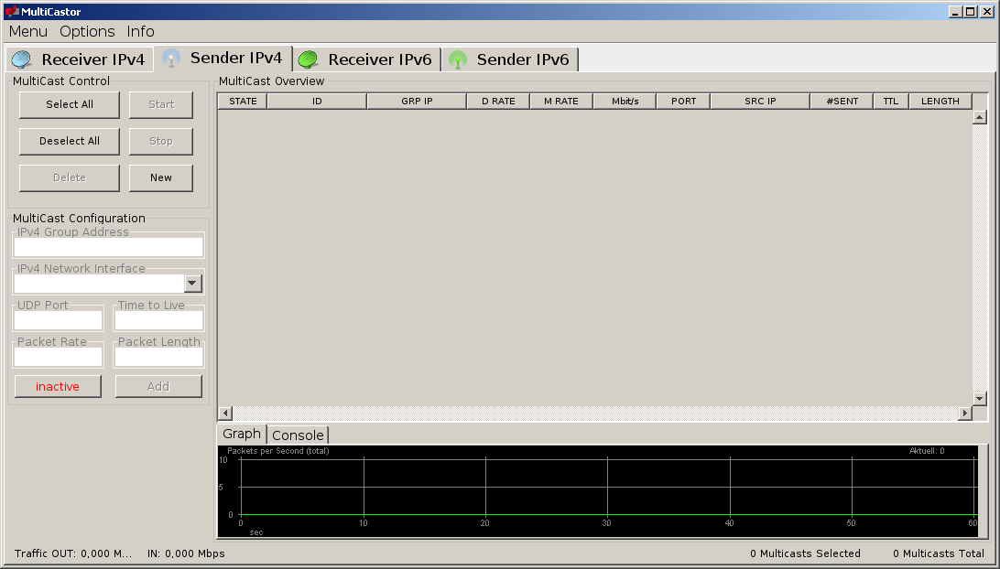 MultiCastor
Menu Options Info
Receiver IPv4 Sender IPv4 Receiver IPv6 Sender IPv6
MultiCast Control
Select All Start
Deselect All Stop
Delete New
MultiCast Configuration
IPv4 Group Address
IPv4 Network Interface
UDP Port Time to Live
Packet Rate Packet Length
inactive Add
MultiCast Overview
STATE ID GRP IP D RATE M RATE Mbit/s PORT SRC IP #SENT TTL LENGTH
Graph Console
Packets per Second (total) Aktuell: 0
10
5
0
0 10 20 30 40 50 60
sec
Traffic OUT: 0,000 M... IN: 0,000 Mbps 0 Multicasts Selected 0 Multicasts Total